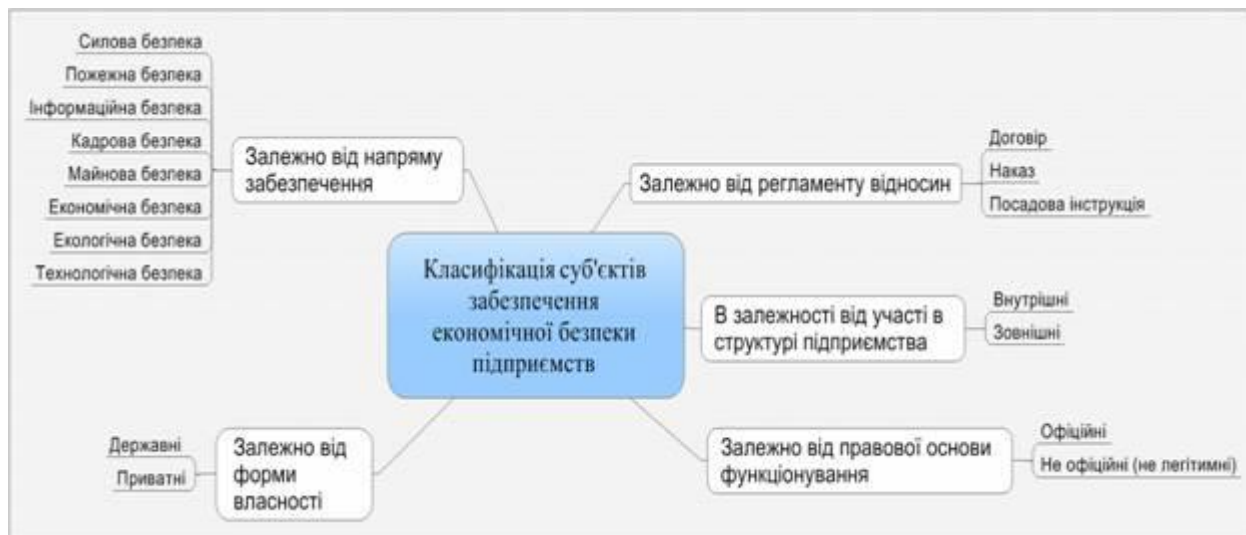 Силова безпека
Пожежна безпека
Інформаційна безпека
Кадрова безпека
Майнова безпека
Економічна безпека
Екологічна безпека
Технологічна безпека
Залежно від напряму
забезпечення
Залежно від регламенту відносин
Договір
Наказ
Посадова інструкція
Класифікація суб'єктів
забезпечення
економічної безпеки
підприємств
В залежності від участі в
структурі підприємства
Внутрішні
Зовнішні
Державні
Приватні
Залежно від
форми
власності
Залежно від правової основи
функціонування
Офіційні
Не офіційні (не легітимні)